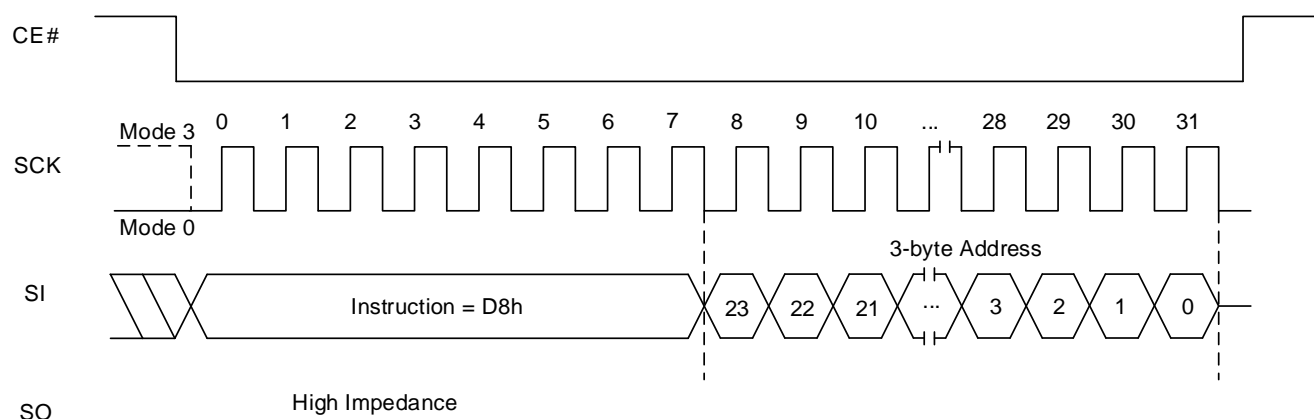 CE#
Mode 3 0 1 2 3 4 5 6 7 8 9 10 ... 28 29 30 31
SCK
Mode 0
3-byte Address
SI Instruction = D8h 23 22 21 ... 3 2 1 0
SO High Impedance